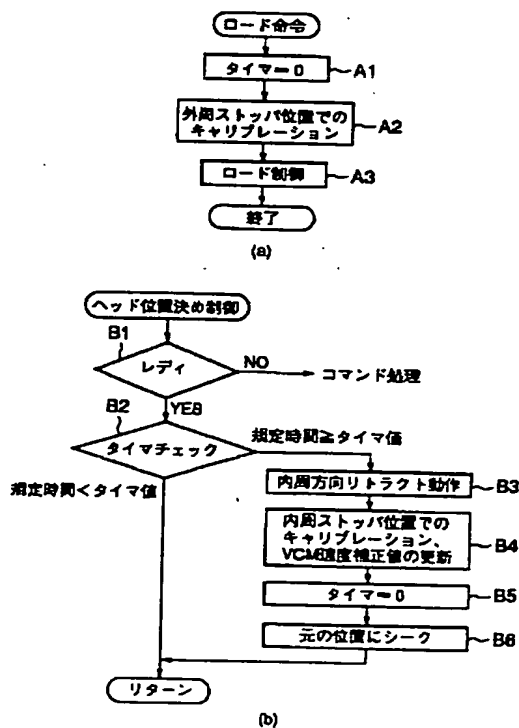 ロード命令
タイマ＝0
A1
外周ストッパ位置での
キャリブレーション
A2
ロード制御
A3
終了
(a)
ヘッド位置決め制御
B1
レディ
NO
コマンド処理
YES
B2
タイマチェック
規定時間≧タイマ値
規定時間＜タイマ値
内周方向リトラクト動作
B3
内周ストッパ位置での
キャリブレーション、
VCM速度補正値の更新
B4
タイマ＝0
B5
元の位置にシーク
B6
リターン
(b)